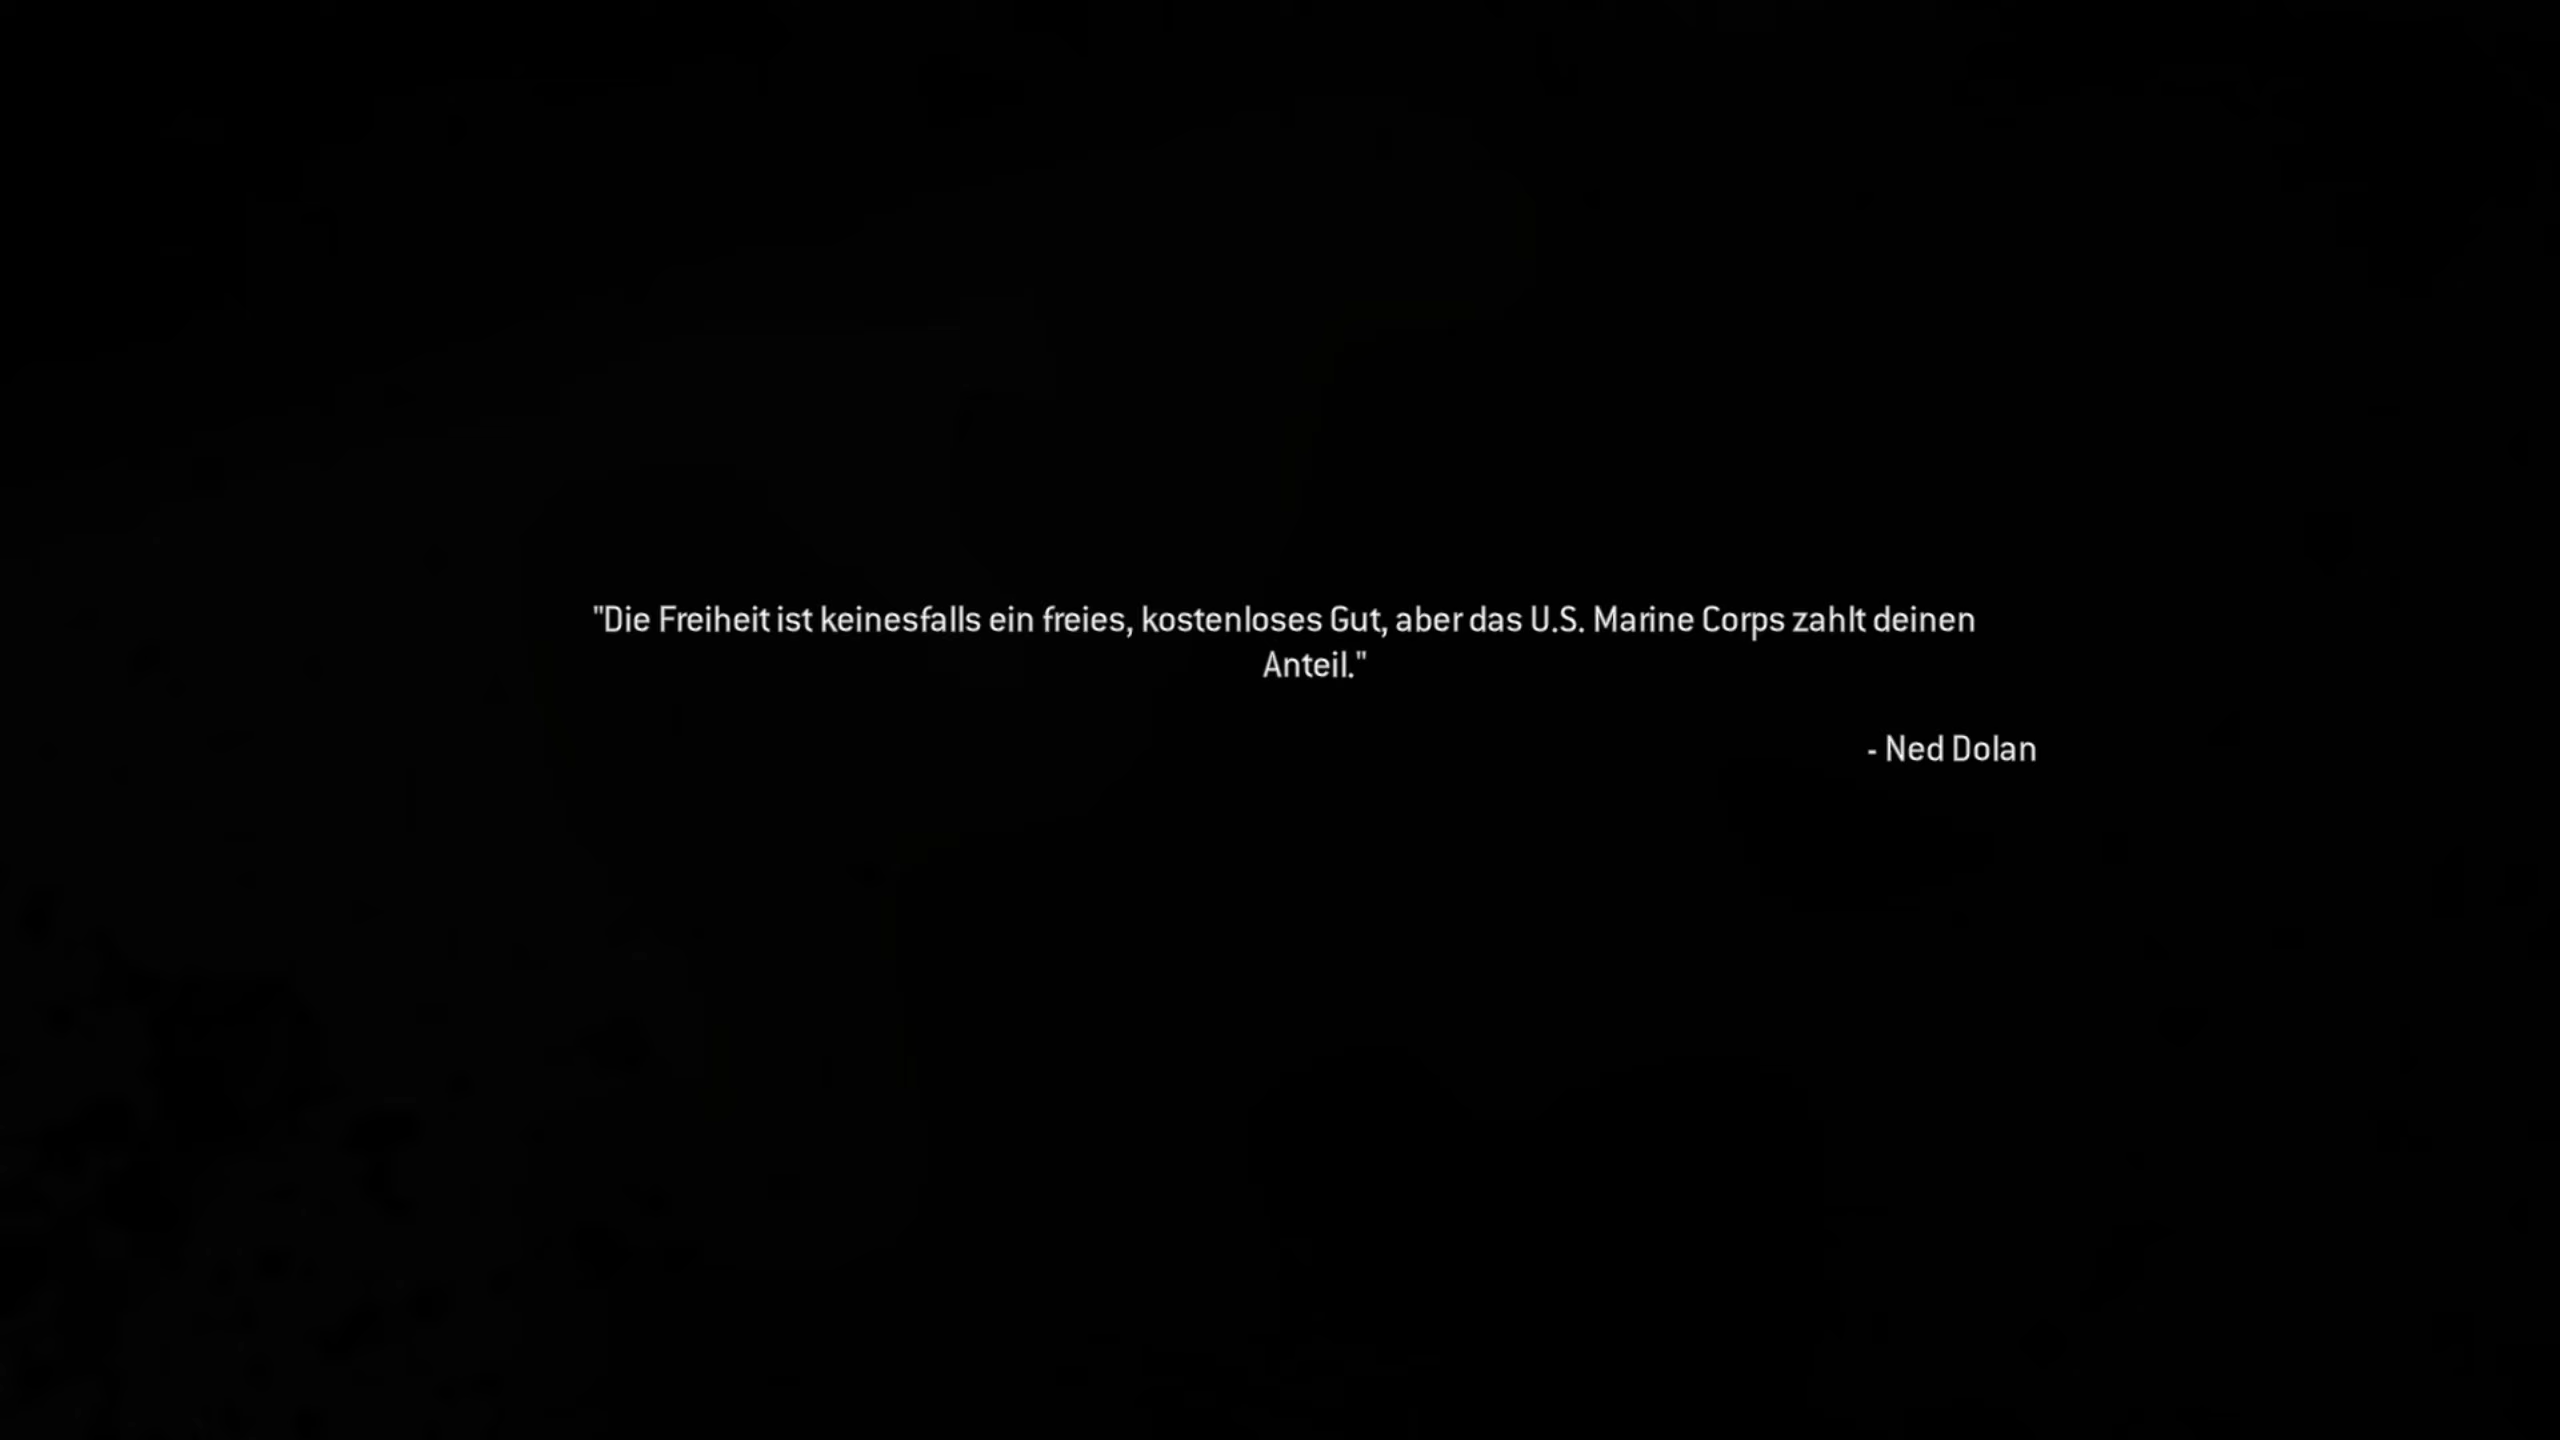 "Die Freiheit ist keinesfalls ein freies, kostenloses Gut, aber das U.S. Marine Corps zahlt deinen
Anteil."
- Ned Dolan